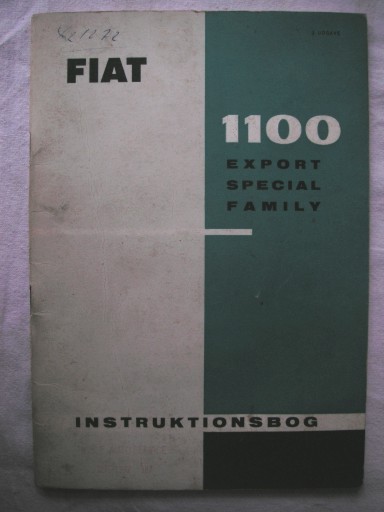 FIAT
1100
EXPORT
SPECIAL
FAMILY
INSTRUKTIONSBOG